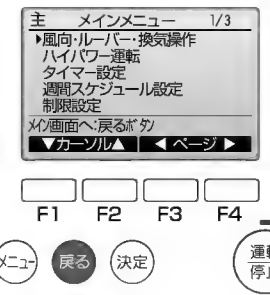 主 メインメニュー 1/3
▶風向・ルーバー・換気操作
ハイパワー運転
タイマー設定
週間スケジュール設定
制限設定
メイン画面へ:戻るボタン
▼カーソル▲ ◀ページ▶
F1 F2 F3 F4
メニュー 戻る 決定 運転
停止